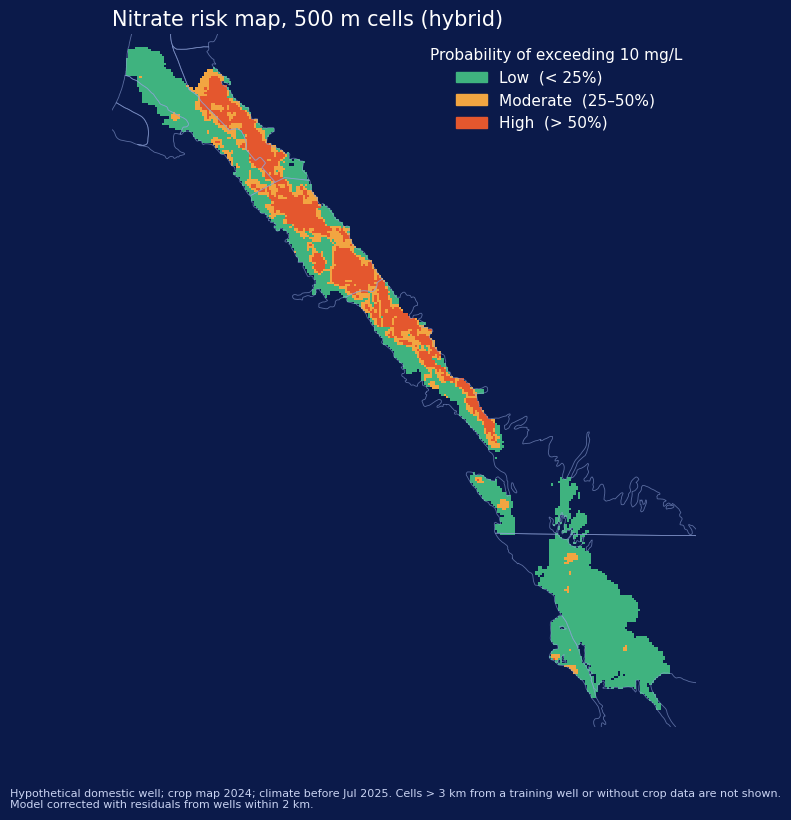 Nitrate risk map, 500 m cells (hybrid)
Probability of exceeding 10 mg/L
Low (< 25%)
Moderate (25–50%)
High (> 50%)
Hypothetical domestic well; crop map 2024; climate before Jul 2025. Cells > 3 km from a training well or without crop data are not shown.
Model corrected with residuals from wells within 2 km.